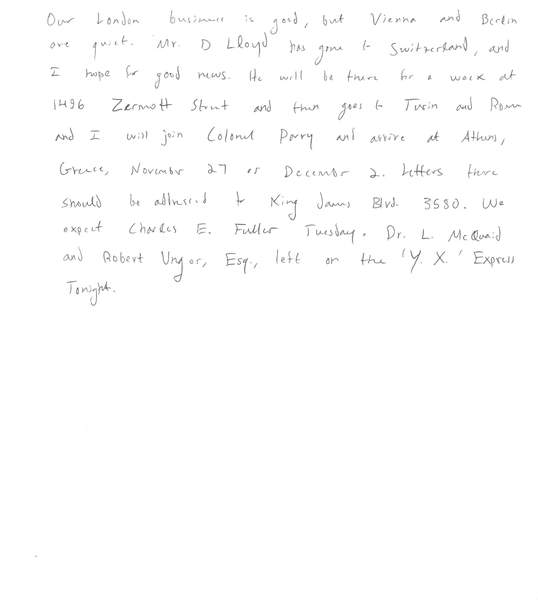 Our London business is good, but Vienna and Berlin
are quiet. Mr. D Lloyd has gone to Switzerland, and
I hope for good news. He will be there for a week at
1496 Zermott Street and then goes to Turin and Rome
and I will join Colonel Parry and arrive at Athens,
Greece, November 27 or December 2. Letters there
should be addressed to King James Blvd. 3580. We
expect Charles E. Fuller Tuesday. Dr. L. McQuaid
and Robert Unger, Esq., left on the 'Y. X.' Express
Tonight.